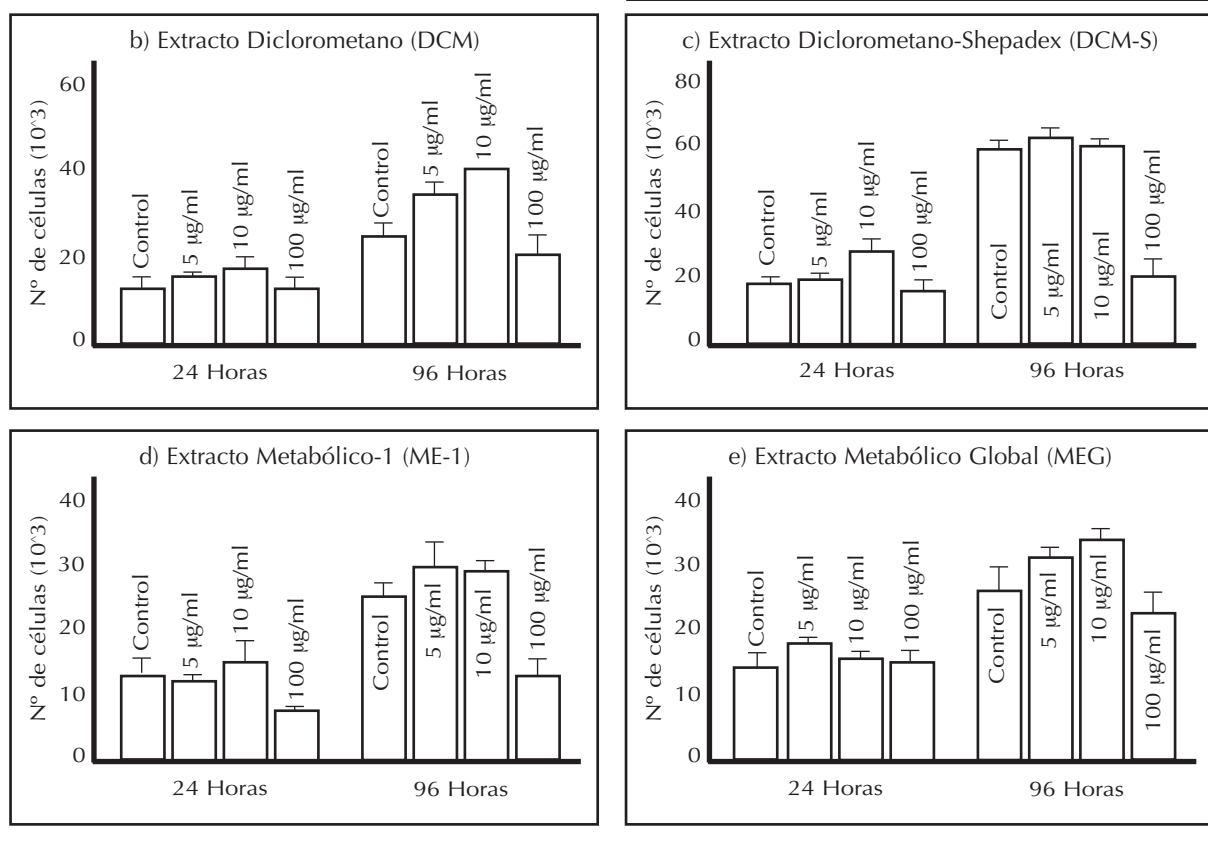 b) Extracto Diclorometano (DCM)
Nº de células (10^3)
60
40
20
0
Control
5 µg/ml
10 µg/ml
100 µg/ml
Control
5 µg/ml
10 µg/ml
100 µg/ml
24 Horas
96 Horas
c) Extracto Diclorometano-Shepadex (DCM-S)
Nº de células (10^3)
80
60
40
20
0
Control
5 µg/ml
10 µg/ml
100 µg/ml
Control
5 µg/ml
10 µg/ml
100 µg/ml
24 Horas
96 Horas
d) Extracto Metabólico-1 (ME-1)
Nº de células (10^3)
40
30
20
10
0
Control
5 µg/ml
10 µg/ml
100 µg/ml
Control
5 µg/ml
10 µg/ml
100 µg/ml
24 Horas
96 Horas
e) Extracto Metabólico Global (MEG)
Nº de células (10^3)
40
30
20
10
0
Control
5 µg/ml
10 µg/ml
100 µg/ml
Control
5 µg/ml
10 µg/ml
100 µg/ml
24 Horas
96 Horas